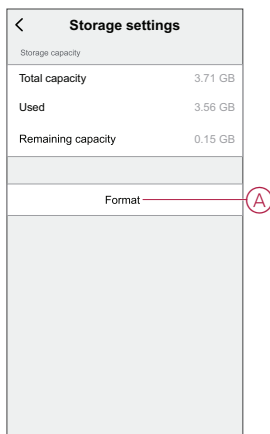 Storage settings
Storage capacity
Total capacity 3.71 GB
Used 3.56 GB
Remaining capacity 0.15 GB
Format A